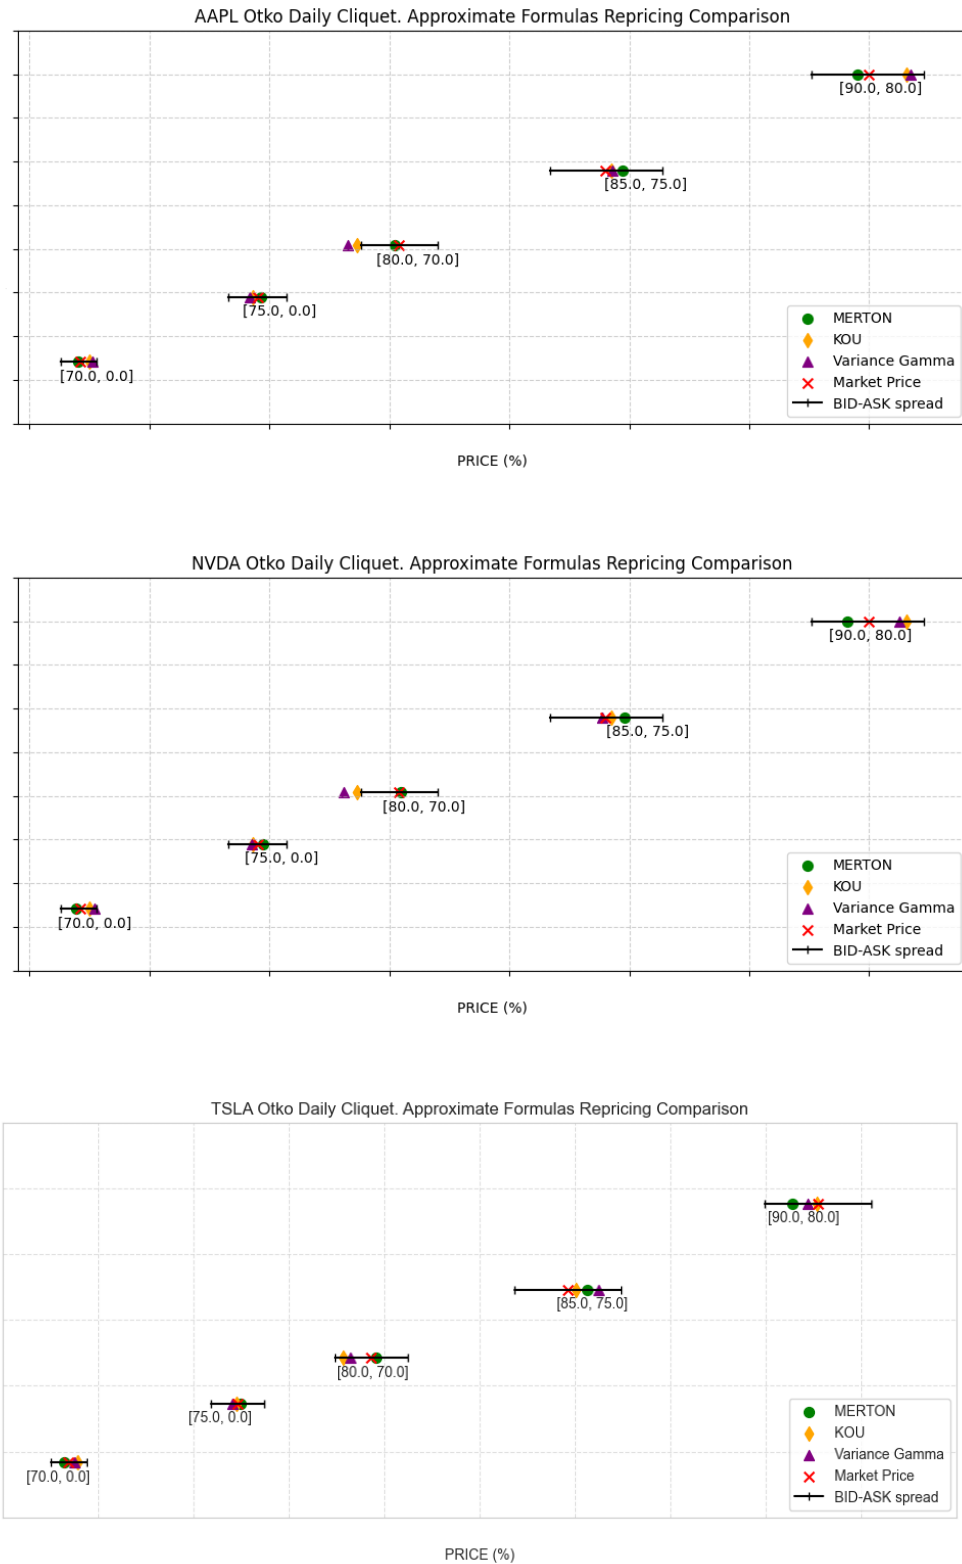 AAPL Otko Daily Cliquet. Approximate Formulas Repricing Comparison
[90.0, 80.0]
[85.0, 75.0]
[80.0, 70.0]
[75.0, 0.0]
[70.0, 0.0]
MERTON
KOU
Variance Gamma
Market Price
BID-ASK spread
PRICE (%)
NVDA Otko Daily Cliquet. Approximate Formulas Repricing Comparison
[90.0, 80.0]
[85.0, 75.0]
[80.0, 70.0]
[75.0, 0.0]
[70.0, 0.0]
MERTON
KOU
Variance Gamma
Market Price
BID-ASK spread
PRICE (%)
TSLA Otko Daily Cliquet. Approximate Formulas Repricing Comparison
[90.0, 80.0]
[85.0, 75.0]
[80.0, 70.0]
[75.0, 0.0]
[70.0, 0.0]
MERTON
KOU
Variance Gamma
Market Price
BID-ASK spread
PRICE (%)